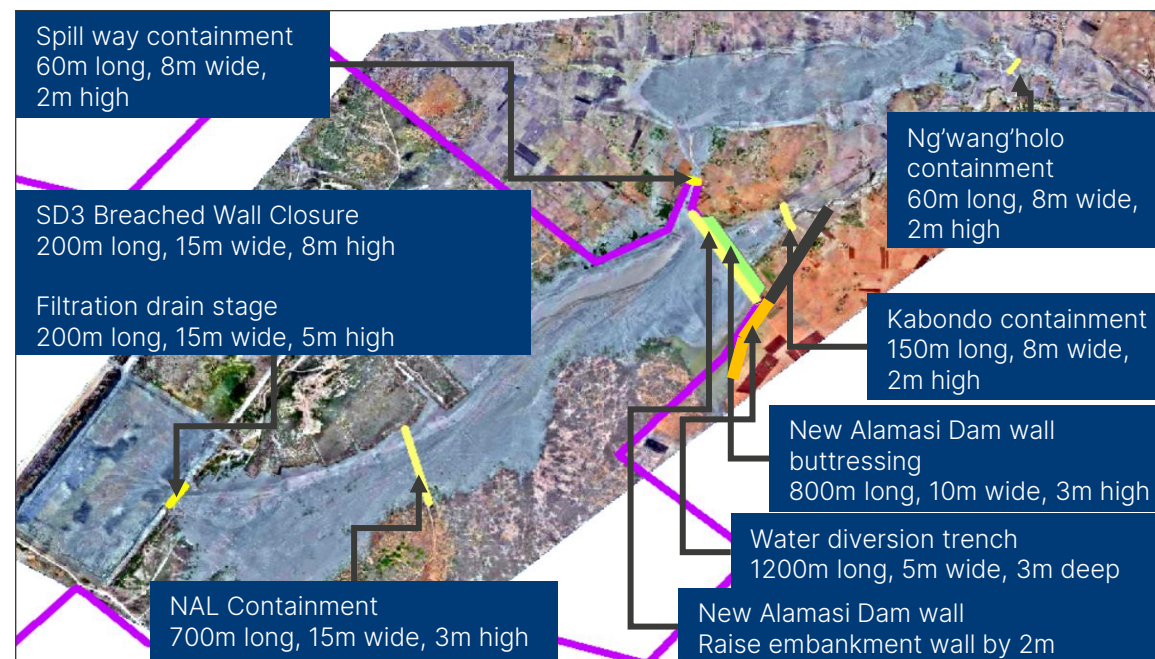 Spill way containment
60m long, 8m wide,
2m high
Ng’wang’holo
containment
60m long, 8m wide,
2m high
SD3 Breached Wall Closure
200m long, 15m wide, 8m high
Filtration drain stage
200m long, 15m wide, 5m high
Kabondo containment
150m long, 8m wide,
2m high
New Alamasi Dam wall
buttressing
800m long, 10m wide, 3m high
Water diversion trench
1200m long, 5m wide, 3m deep
NAL Containment
700m long, 15m wide, 3m high
New Alamasi Dam wall
Raise embankment wall by 2m